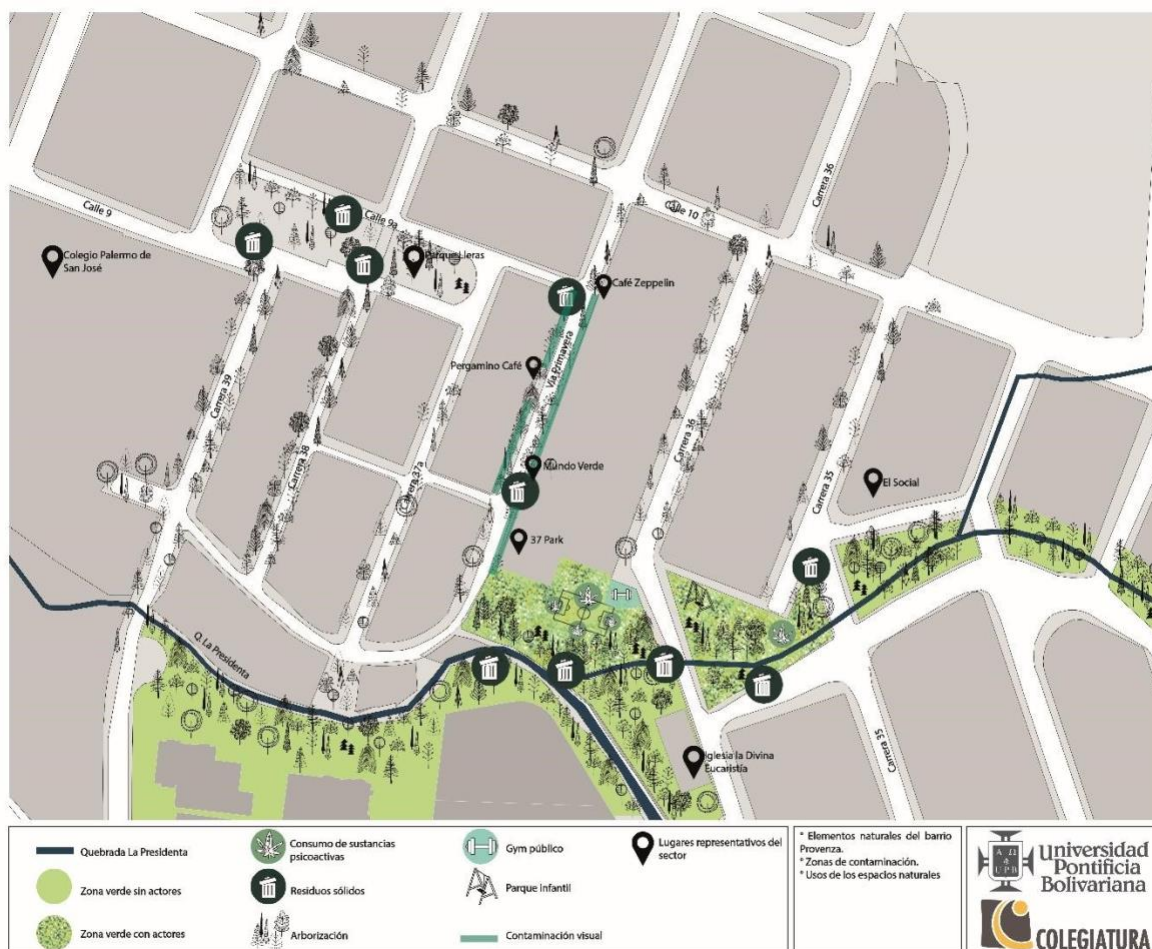 Carrera 36
Calle 9
Calle 9a
Calle 10
Colegio Palermo de
San José
Parque Lleras
Café Zeppelin
Pergamino Café
Vía Primavera
Carrera 39
Carrera 38
Carrera 36
Mundo Verde
El Social
Carrera 35
37 Park
Q. La Presidenta
Iglesia la Divina
Eucaristía
Carrera 35
Quebrada La Presidenta
Zona verde sin actores
Zona verde con actores
Consumo de sustancias
psicoactivas
Residuos sólidos
Arborización
Gym público
Parque infantil
Contaminación visual
Lugares representativos del
sector
* Elementos naturales del barrio
Provenza.
* Zonas de contaminación.
* Usos de los espacios naturales
A Ω
UPB
Universidad
Pontificia
Bolivariana
COLEGIATURA